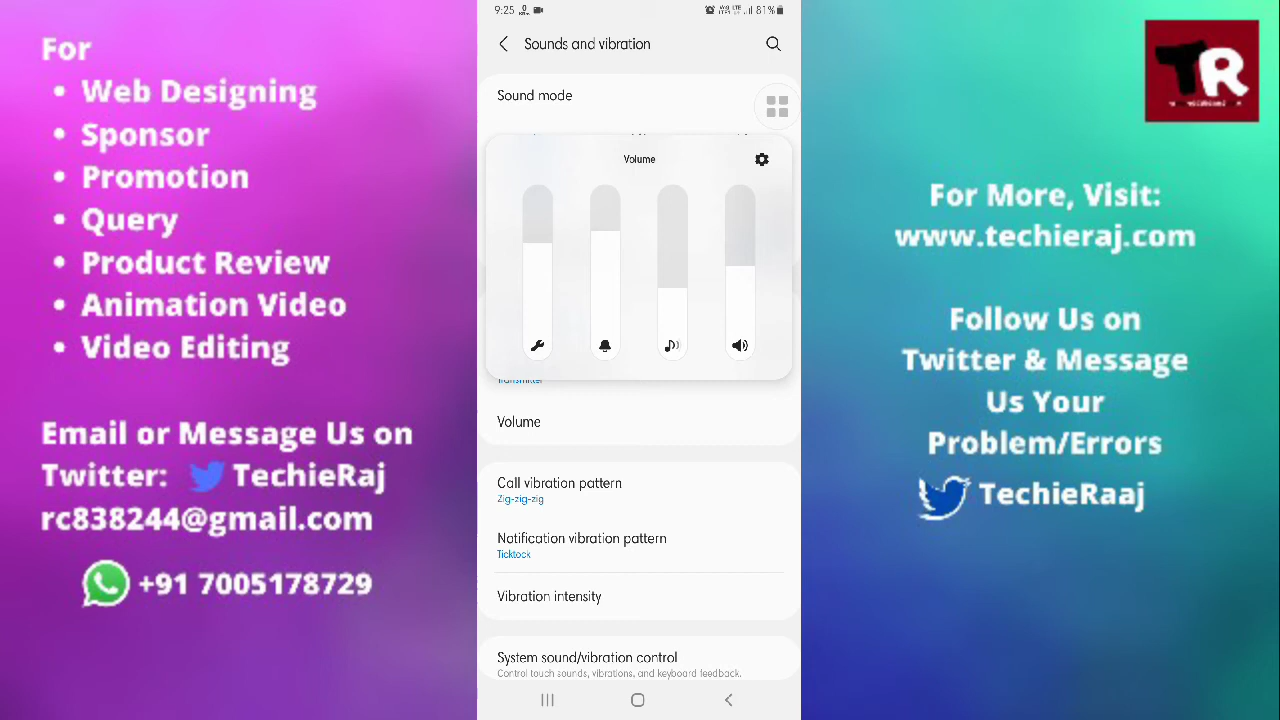 For
• Web Designing
• Sponsor
• Promotion
• Query
• Product Review
• Animation Video
• Video Editing
Email or Message Us on
Twitter: TechieRaj
rc838244@gmail.com
+91 7005178729
9:25
81%
Sounds and vibration
Sound mode
Volume
Transmitter
Volume
Call vibration pattern
Zig-zig-zig
Notification vibration pattern
Ticktock
Vibration intensity
System sound/vibration control
Control touch sounds, vibrations, and keyboard feedback.
TR
For More, Visit:
www.techieraj.com
Follow Us on
Twitter & Message
Us Your
Problem/Errors
TechieRaaj